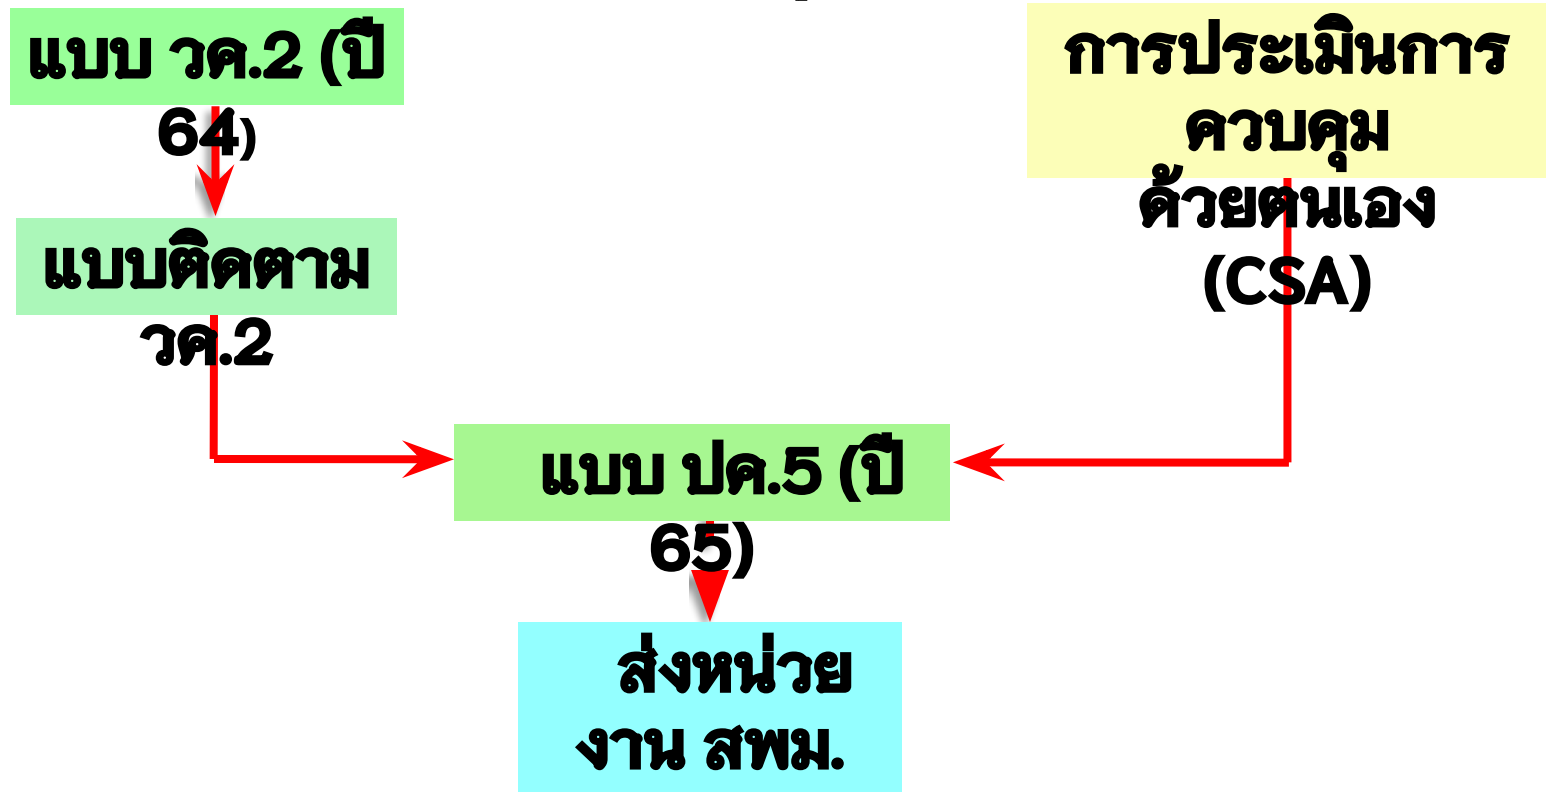 แบบ วค.2 (ปี
64)
แบบติดตาม
วค.2
การประเมินการ
ควบคุม
ด้วยตนเอง
(CSA)
แบบ ปค.5 (ปี
65)
ส่งหน่วย
งาน สพม.